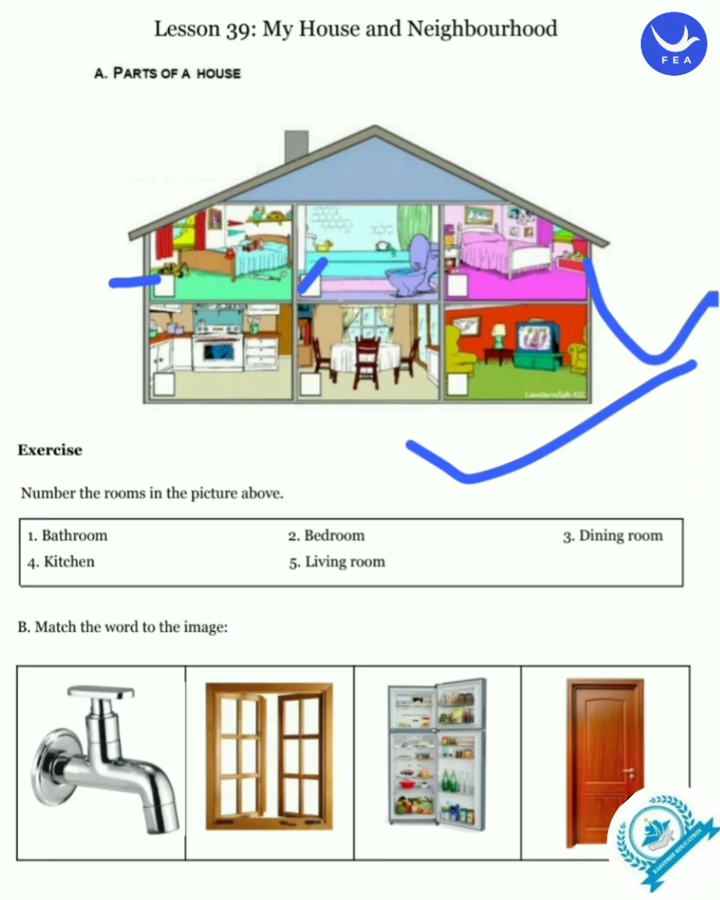 Lesson 39: My House and Neighbourhood
FEA
A. PARTS OF A HOUSE
Exercise
Number the rooms in the picture above.
1. Bathroom 2. Bedroom 3. Dining room
4. Kitchen 5. Living room
B. Match the word to the image: